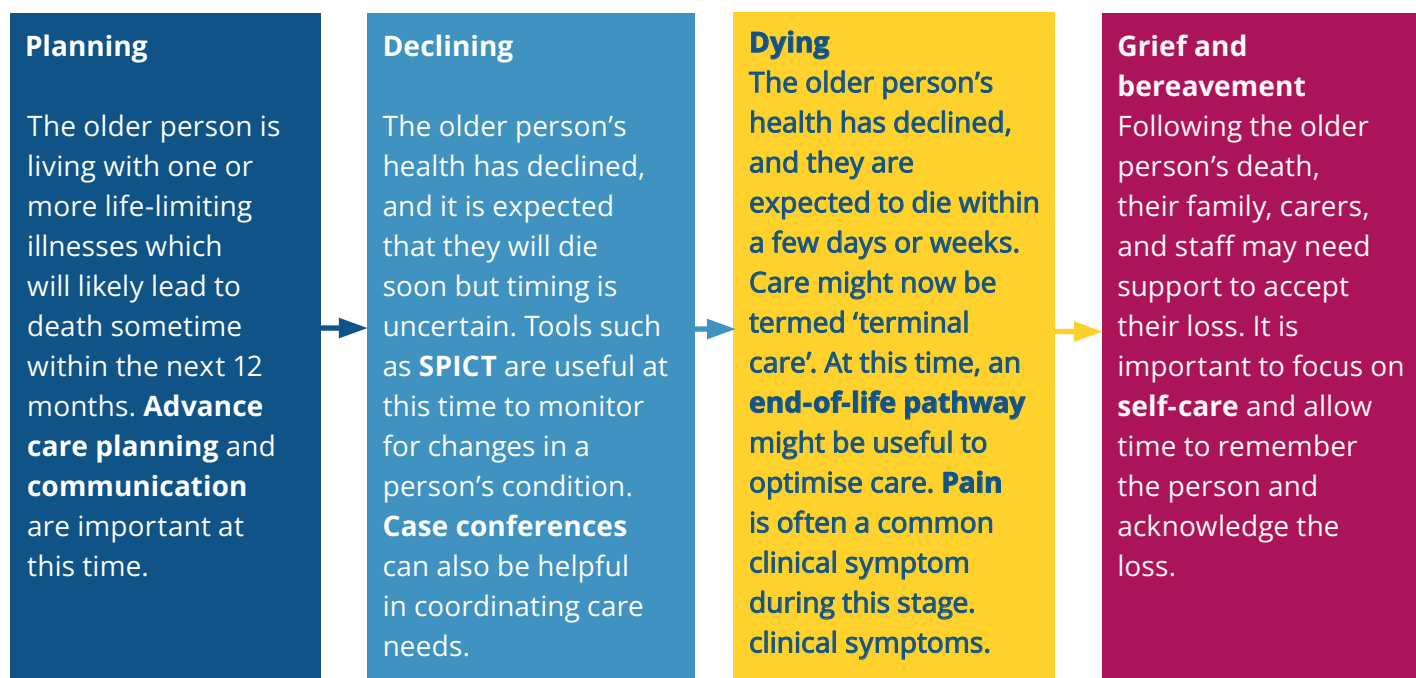 Planning
The older person is
living with one or
more life-limiting
illnesses which
will likely lead to
death sometime
within the next 12
months. Advance
care planning and
communication
are important at
this time.
Declining
The older person’s
health has declined,
and it is expected
that they will die
soon but timing is
uncertain. Tools such
as SPICT are useful at
this time to monitor
for changes in a
person’s condition.
Case conferences
can also be helpful
in coordinating care
needs.
Dying
The older person’s
health has declined,
and they are
expected to die within
a few days or weeks.
Care might now be
termed ‘terminal
care’. At this time, an
end-of-life pathway
might be useful to
optimise care. Pain
is often a common
clinical symptom
during this stage.
clinical symptoms.
Grief and
bereavement
Following the older
person’s death,
their family, carers,
and staff may need
support to accept
their loss. It is
important to focus on
self-care and allow
time to remember
the person and
acknowledge the
loss.